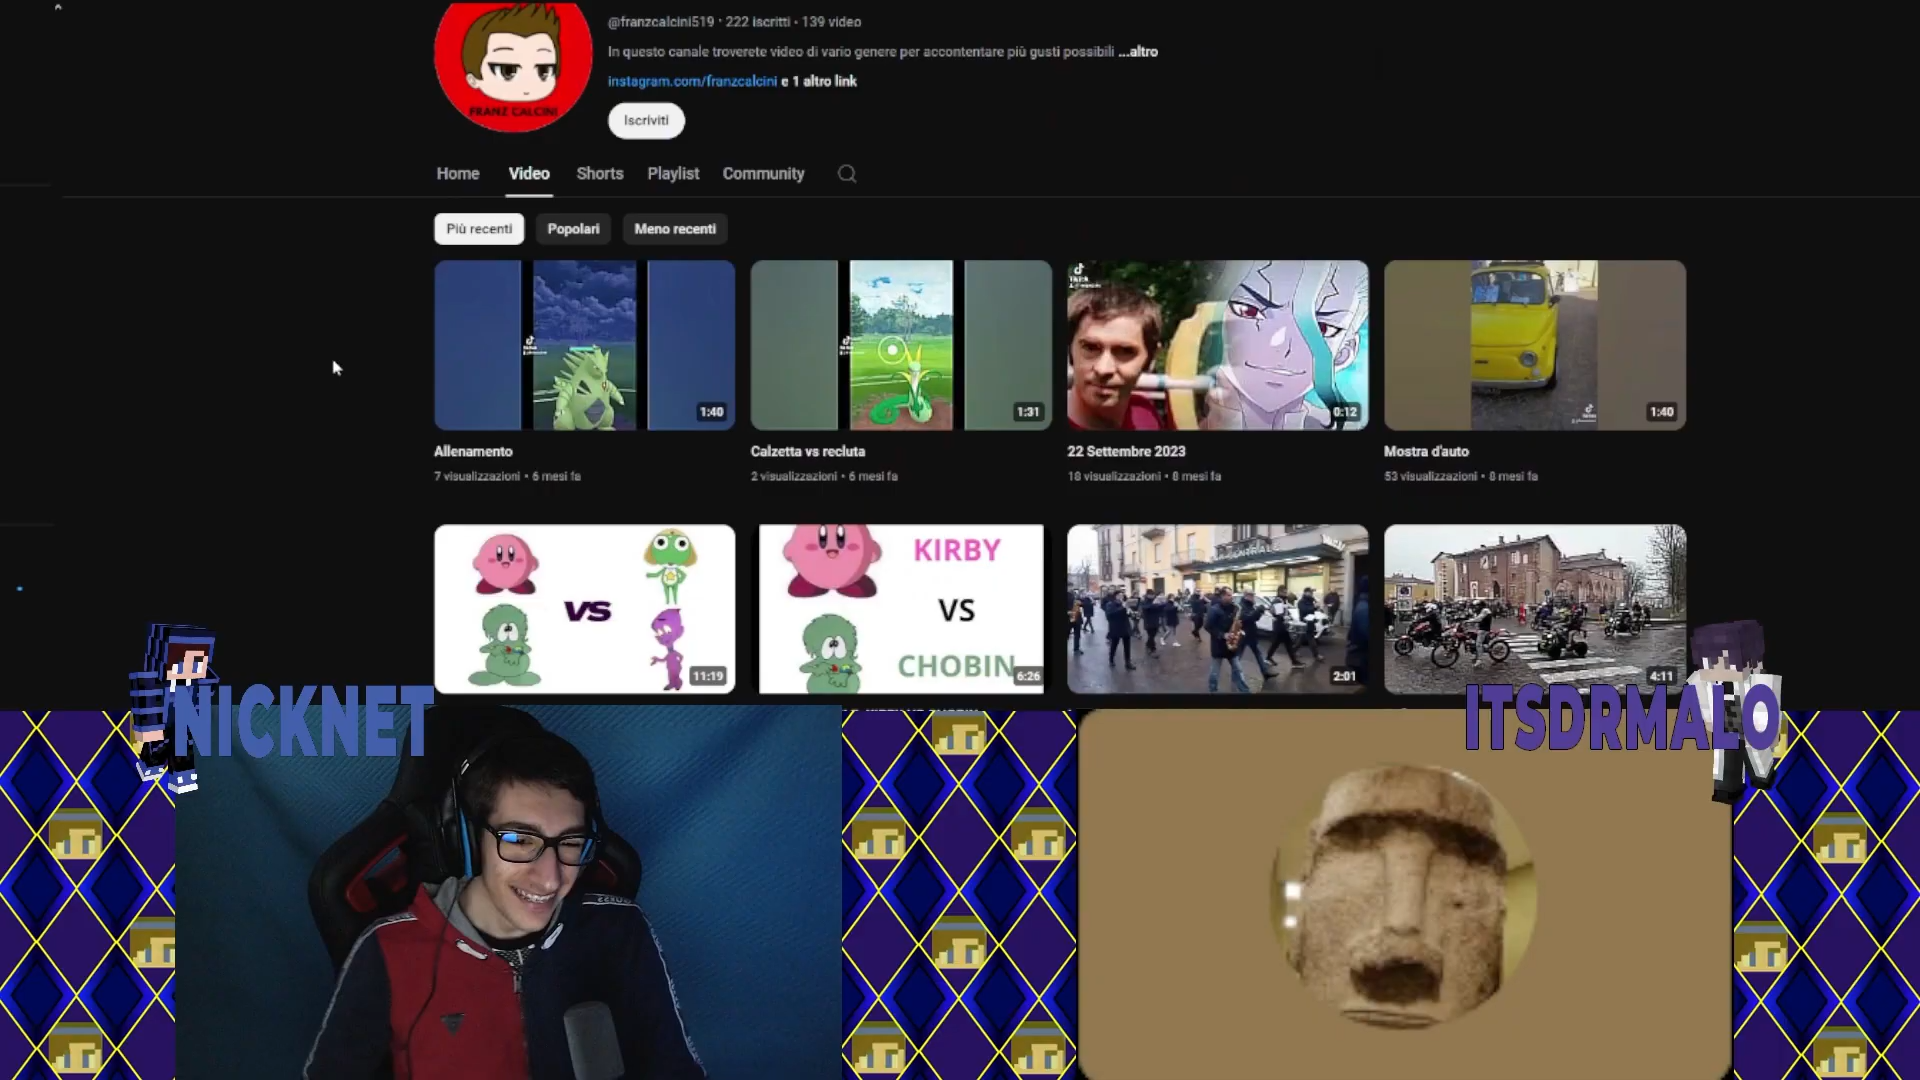 @franzcalcini519 • 222 iscritti • 139 video
In questo canale troverete video di vario genere per accontentare più gusti possibili ...altro
instagram.com/franzcalcini e 1 altro link
FRANZ CALCINI
Iscriviti
Home Video Shorts Playlist Community
Più recenti Popolari Meno recenti
1:40
1:31
0:12
1:40
Allenamento
7 visualizzazioni • 6 mesi fa
Calzetta vs recluta
2 visualizzazioni • 6 mesi fa
22 Settembre 2023
18 visualizzazioni • 8 mesi fa
Mostra d'auto
53 visualizzazioni • 8 mesi fa
VS
11:19
KIRBY
VS
CHOBIN
6:26
2:01
4:11
NICKNET
ITSDRMALO